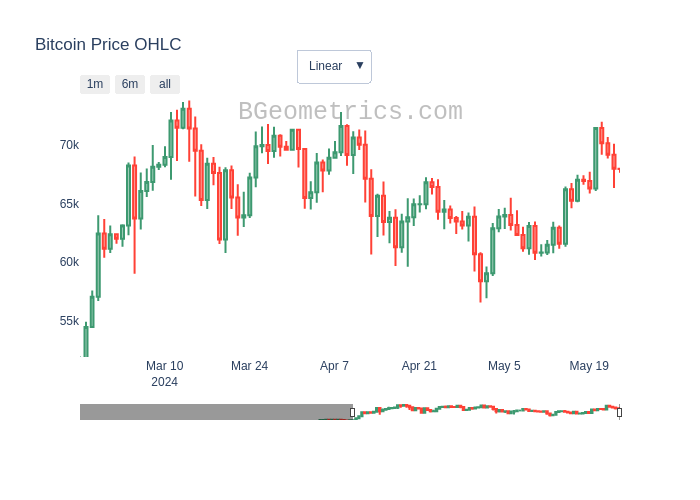 Bitcoin Price OHLC
Linear ▼
1m 6m all
BGeometrics.com
70k
65k
60k
55k
Mar 10 Mar 24 Apr 7 Apr 21 May 5 May 19
2024